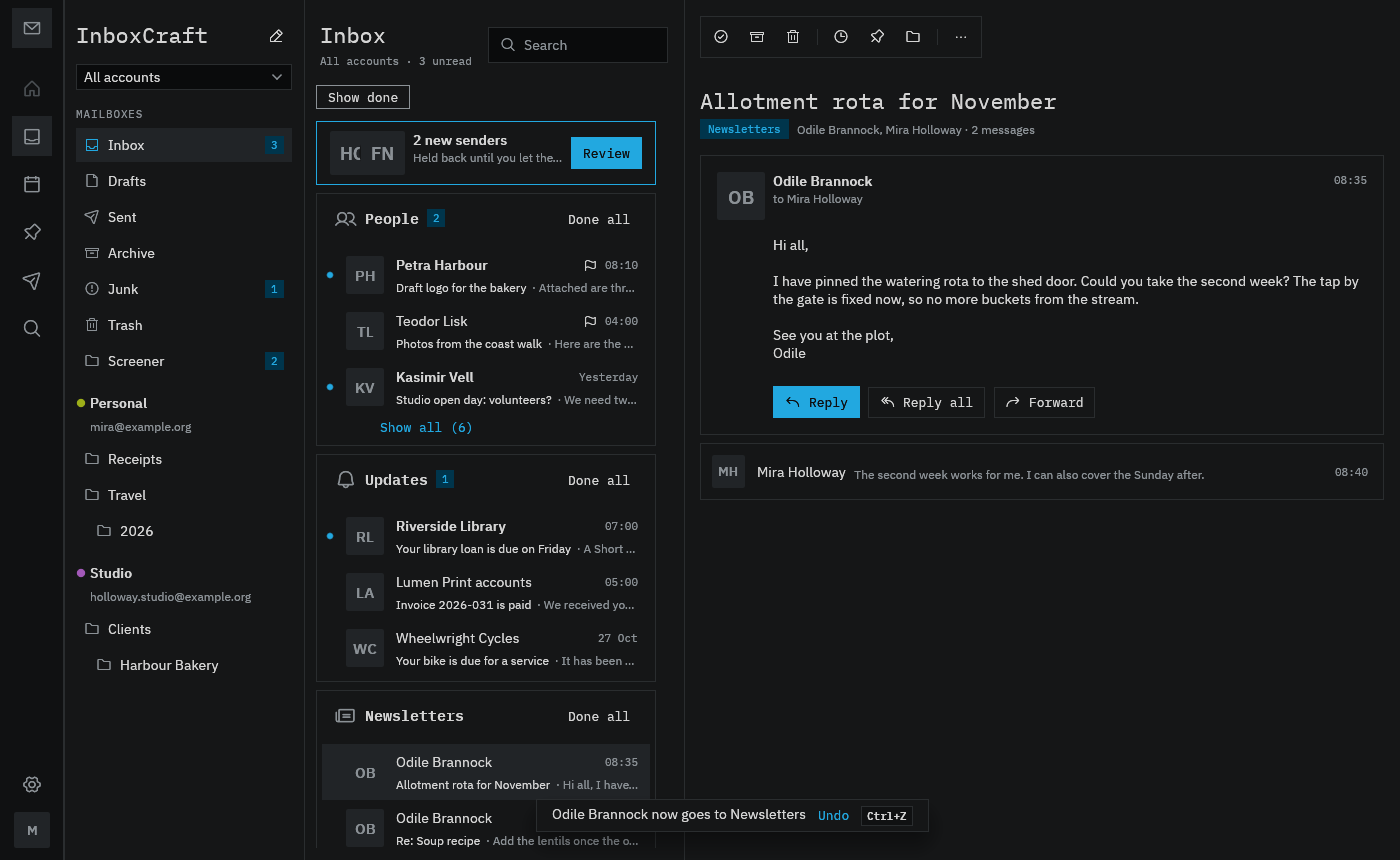 InboxCraft
All accounts
MAILBOXES
Inbox 3
Drafts
Sent
Archive
Junk 1
Trash
Screener 2
Personal
mira@example.org
Receipts
Travel
2026
Studio
holloway.studio@example.org
Clients
Harbour Bakery
M
Inbox
All accounts · 3 unread
Search
Show done
FN
2 new senders
Held back until you let the...
Review
People 2 Done all
PH Petra Harbour 08:10
Draft logo for the bakery · Attached are thr...
TL Teodor Lisk 04:00
Photos from the coast walk · Here are the ...
KV Kasimir Vell Yesterday
Studio open day: volunteers? · We need tw...
Show all (6)
Updates 1 Done all
RL Riverside Library 07:00
Your library loan is due on Friday · A Short ...
LA Lumen Print accounts 05:00
Invoice 2026-031 is paid · We received yo...
WC Wheelwright Cycles 27 Oct
Your bike is due for a service · It has been ...
Newsletters Done all
OB Odile Brannock 08:35
Allotment rota for November · Hi all, I have...
OB Odile Brannock
Re: Soup recipe · Add the lentils once the o...
Allotment rota for November
Newsletters Odile Brannock, Mira Holloway · 2 messages
OB Odile Brannock 08:35
to Mira Holloway
Hi all,
I have pinned the watering rota to the shed door. Could you take the second week? The tap by
the gate is fixed now, so no more buckets from the stream.
See you at the plot,
Odile
Reply Reply all Forward
MH Mira Holloway The second week works for me. I can also cover the Sunday after. 08:40
Odile Brannock now goes to Newsletters Undo Ctrl+Z